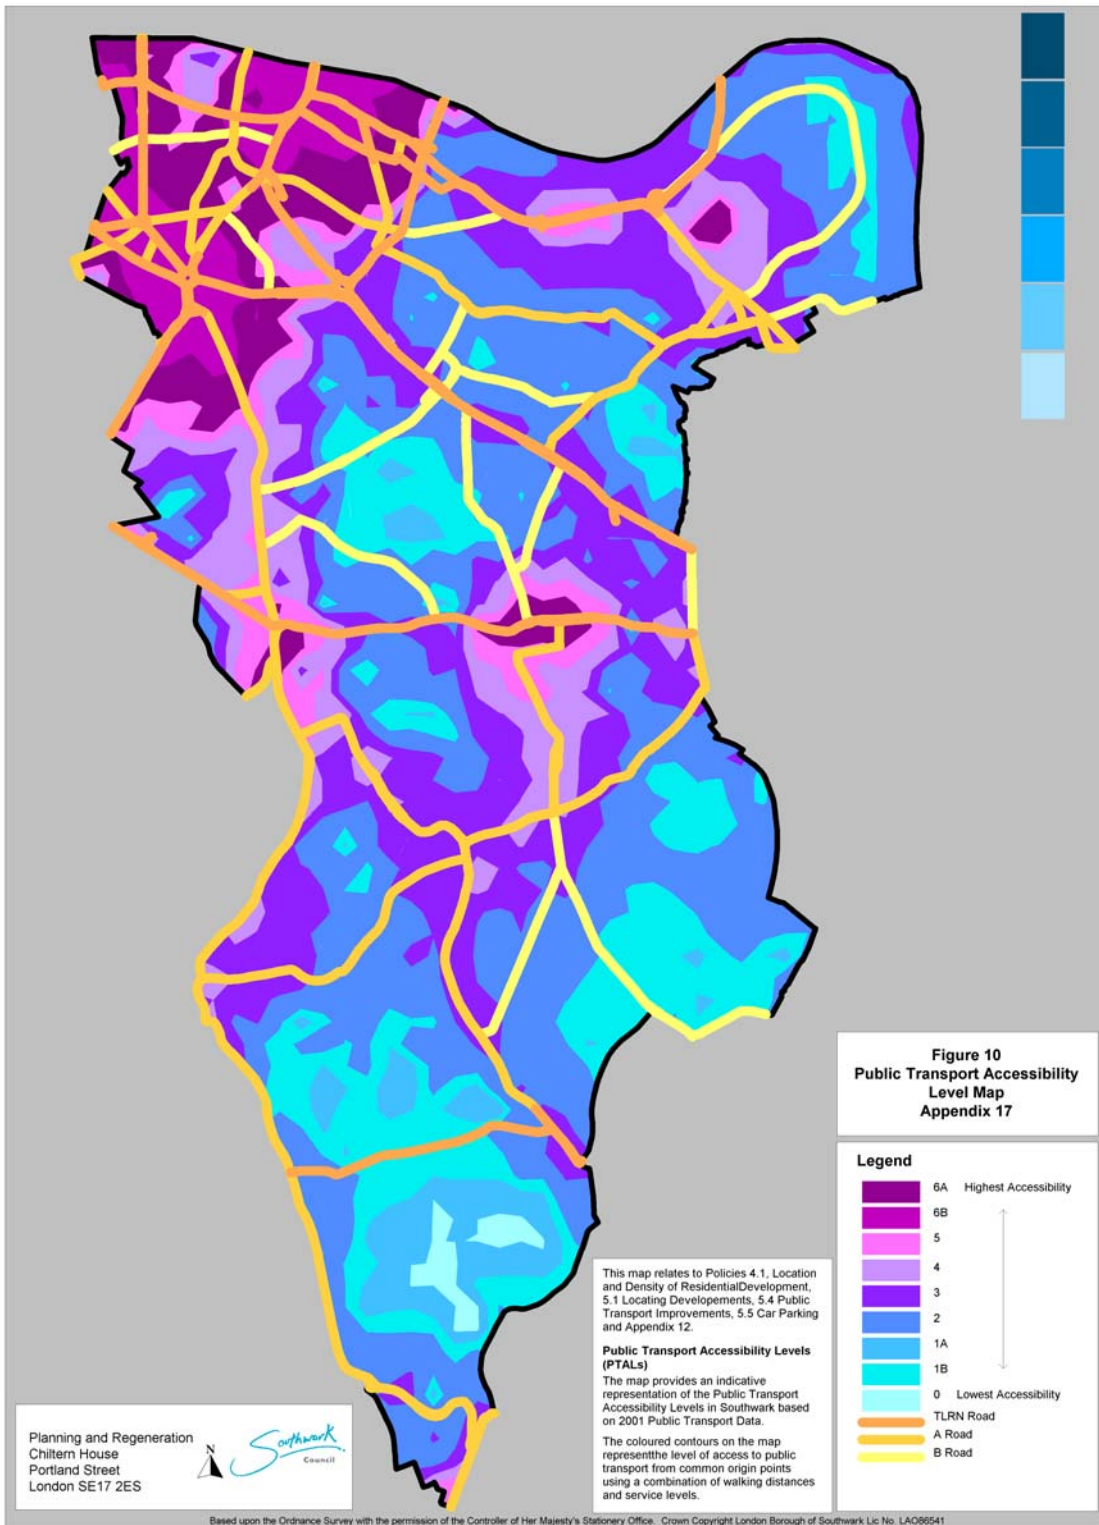 Figure 10
Public Transport Accessibility
Level Map
Appendix 17
Legend
6A Highest Accessibility
6B
5
4
3
2
1A
1B
0 Lowest Accessibility
TLRN Road
A Road
B Road
This map relates to Policies 4.1, Location
and Density of ResidentialDevelopment,
5.1 Locating Developements, 5.4 Public
Transport Improvements, 5.5 Car Parking
and Appendix 12.
Public Transport Accessibility Levels
(PTALs)
The map provides an indicative
representation of the Public Transport
Accessibility Levels in Southwark based
on 2001 Public Transport Data.
The coloured contours on the map
representthe level of access to public
transport from common origin points
using a combination of walking distances
and service levels.
Planning and Regeneration
Chiltern House
Portland Street
London SE17 2ES
N
Southwark
Council
Based upon the Ordnance Survey with the permission of the Controller of Her Majesty's Stationery Office. Crown Copyright London Borough of Southwark Lic No. LAO86541